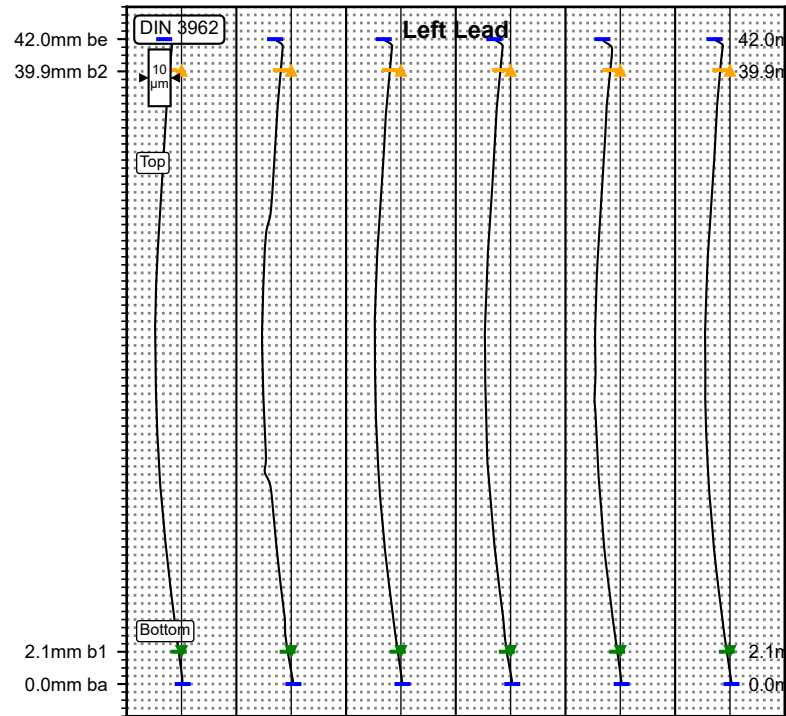 DIN 3962
Left Lead
42.0mm be
42.0m
39.9mm b2
39.9m
10
µm
Top
Bottom
2.1mm b1
2.1m
0.0mm ba
0.0m